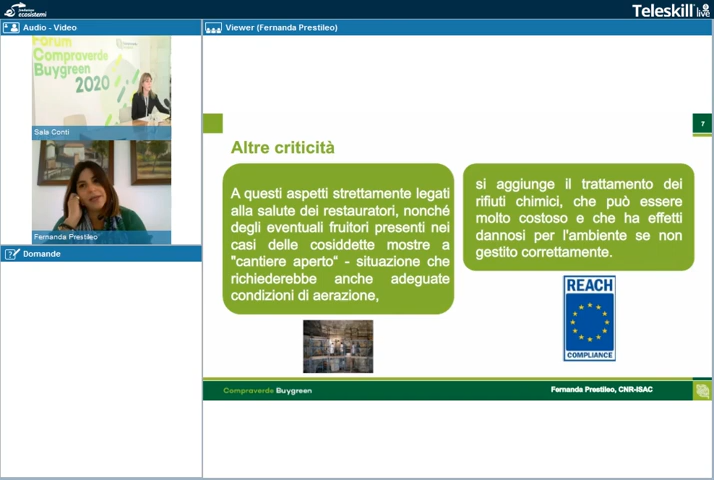 fondazione
ecosistemi
Teleskill
live
Audio - Video
Viewer (Fernanda Prestileo)
Forum
Compraverde
Buygreen
2020
Sala Conti
Fernanda Prestileo
Domande
7
Altre criticità
A questi aspetti strettamente legati
alla salute dei restauratori, nonché
degli eventuali fruitori presenti nei
casi delle cosiddette mostre a
"cantiere aperto" - situazione che
richiederebbe anche adeguate
condizioni di aerazione,
si aggiunge il trattamento dei
rifiuti chimici, che può essere
molto costoso e che ha effetti
dannosi per l'ambiente se non
gestito correttamente.
REACH
COMPLIANCE
Compraverde Buygreen
Fernanda Prestileo, CNR-ISAC